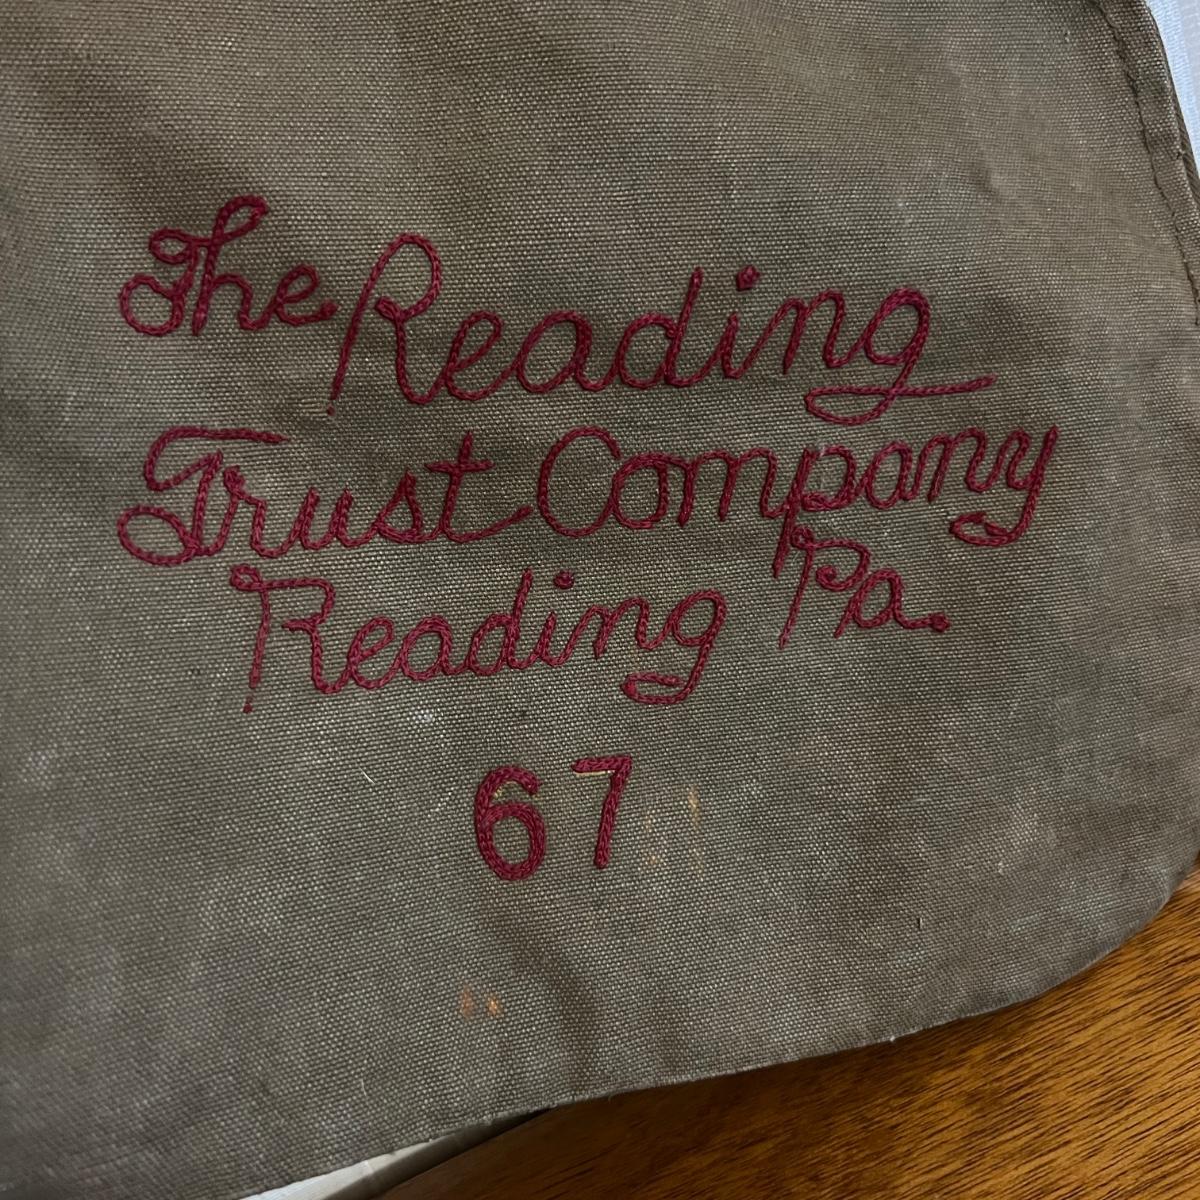 The Reading
Trust Company
Reading Pa.
67